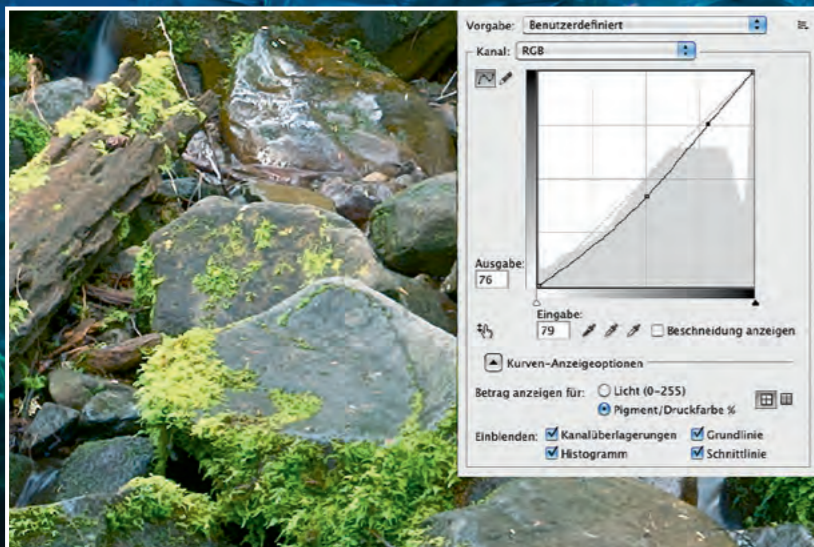 Vorgabe: Benutzerdefiniert
Kanal: RGB
Ausgabe:
76
Eingabe:
79 Beschneidung anzeigen
Kurven-Anzeigeoptionen
Betrag anzeigen für: Licht (0-255)
Pigment/Druckfarbe %
Einblenden: Kanalüberlagerungen Grundlinie
Histogramm Schnittlinie